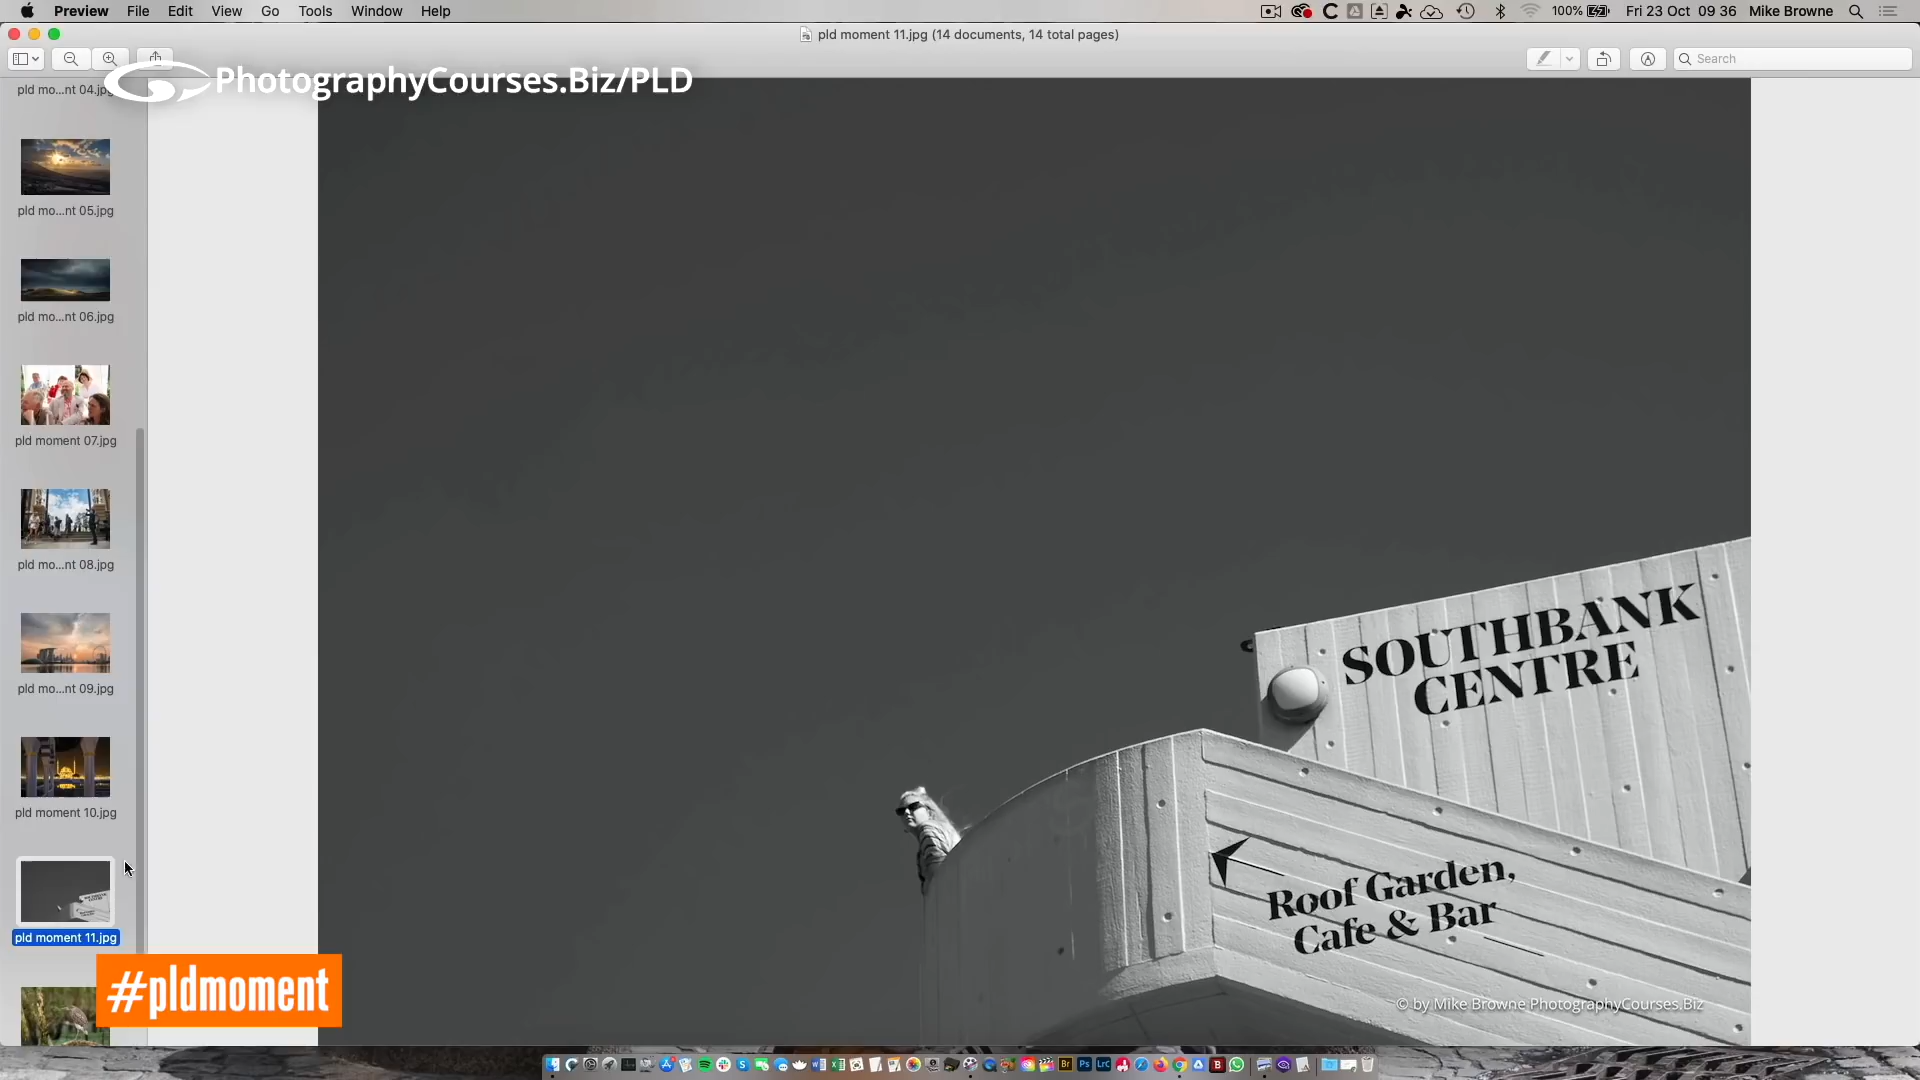 Preview File Edit View Go Tools Window Help
100% Fri 23 Oct 09 36 Mike Browne
pld moment 11.jpg (14 documents, 14 total pages)
Search
PhotographyCourses.Biz/PLD
pld mo...nt 04.jpg
pld mo...nt 05.jpg
pld mo...nt 06.jpg
pld moment 07.jpg
pld mo...nt 08.jpg
pld mo...nt 09.jpg
pld moment 10.jpg
pld moment 11.jpg
SOUTHBANK
CENTRE
Roof Garden,
Cafe & Bar
#pldmoment
© by Mike Browne PhotographyCourses.Biz